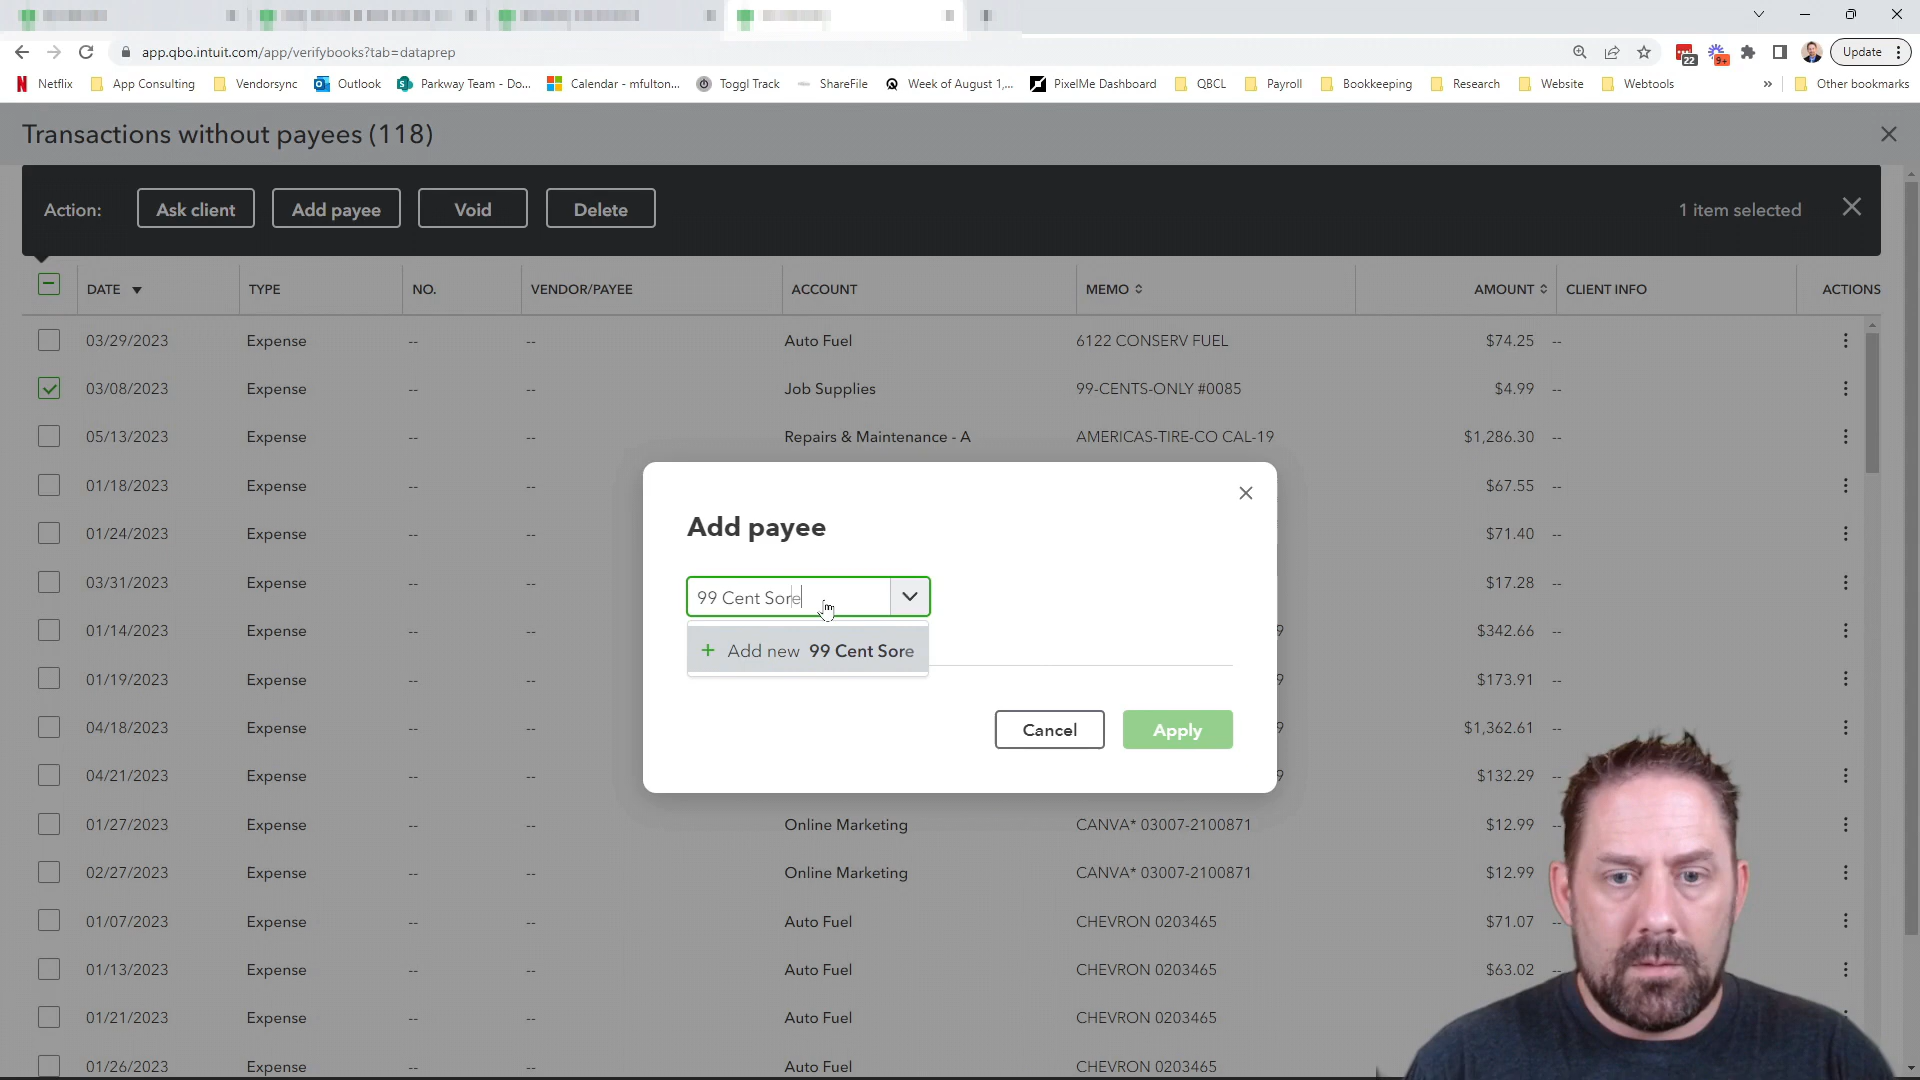 app.qbo.intuit.com/app/verifybooks?tab=dataprep
22
9+
Update
Netflix App Consulting Vendorsync Outlook Parkway Team - Do... Calendar - mfulton... Toggl Track ShareFile Week of August 1,... PixelMe Dashboard QBCL Payroll Bookkeeping Research Website Webtools » Other bookmarks
Transactions without payees (118)
Action: Ask client Add payee Void Delete 1 item selected
DATE TYPE NO. VENDOR/PAYEE ACCOUNT MEMO AMOUNT CLIENT INFO ACTIONS
03/29/2023 Expense -- -- Auto Fuel 6122 CONSERV FUEL $74.25 --
03/08/2023 Expense -- -- Job Supplies 99-CENTS-ONLY #0085 $4.99 --
05/13/2023 Expense -- -- Repairs & Maintenance - A AMERICAS-TIRE-CO CAL-19 $1,286.30 --
01/18/2023 Expense -- -- $67.55 --
01/24/2023 Expense -- -- $71.40 --
03/31/2023 Expense -- -- $17.28 --
01/14/2023 Expense -- -- 9 $342.66 --
01/19/2023 Expense -- -- 9 $173.91 --
04/18/2023 Expense -- -- 9 $1,362.61 --
04/21/2023 Expense -- -- 9 $132.29 --
01/27/2023 Expense -- -- Online Marketing CANVA* 03007-2100871 $12.99 --
02/27/2023 Expense -- -- Online Marketing CANVA* 03007-2100871 $12.99
01/07/2023 Expense -- -- Auto Fuel CHEVRON 0203465 $71.07 --
01/13/2023 Expense -- -- Auto Fuel CHEVRON 0203465 $63.02 --
01/21/2023 Expense -- -- Auto Fuel CHEVRON 0203465
01/26/2023 Expense -- -- Auto Fuel CHEVRON 0203465
Add payee
99 Cent Sore
+ Add new 99 Cent Sore
Cancel Apply